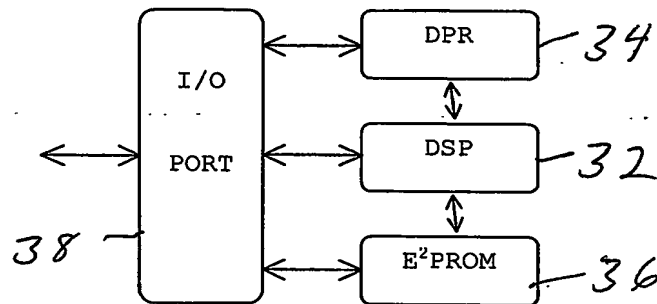 DPR
34
I/O
PORT
DSP
32
38
E²PROM
36